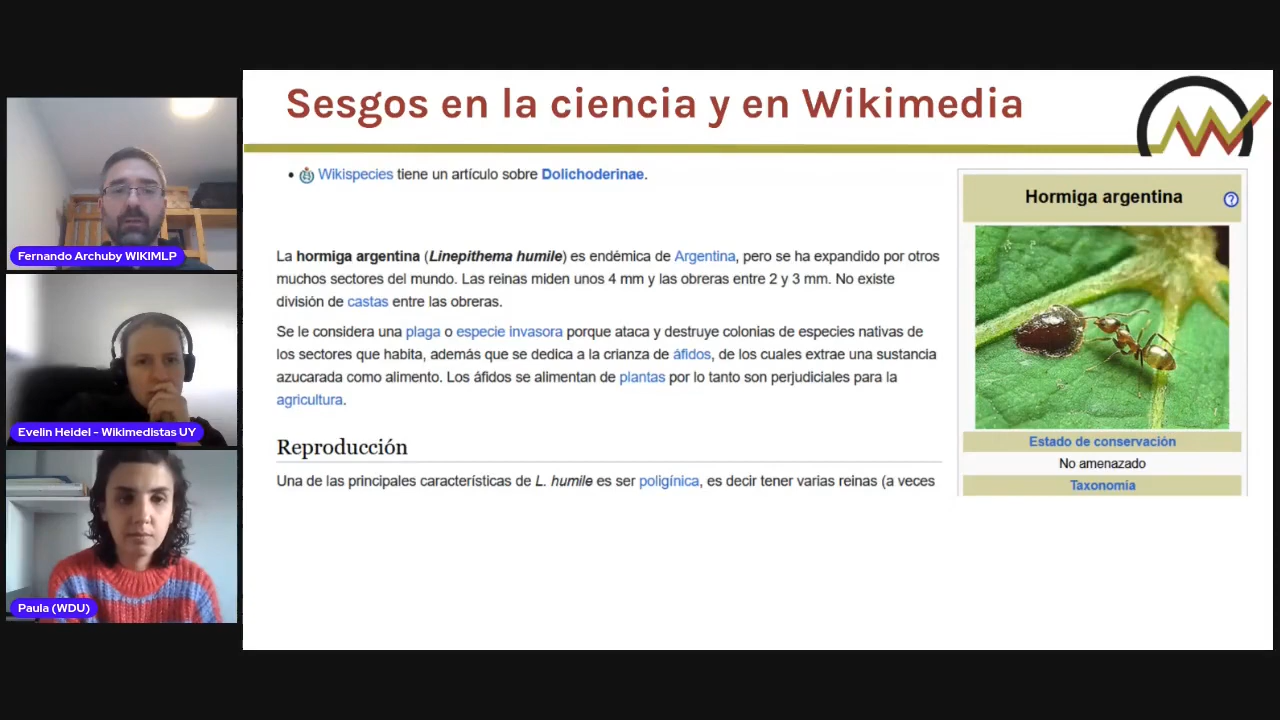 Sesgos en la ciencia y en Wikimedia
• Wikispecies tiene un artículo sobre Dolichoderinae.
La hormiga argentina (Linepithema humile) es endémica de Argentina, pero se ha expandido por otros
muchos sectores del mundo. Las reinas miden unos 4 mm y las obreras entre 2 y 3 mm. No existe
división de castas entre las obreras.
Se le considera una plaga o especie invasora porque ataca y destruye colonias de especies nativas de
los sectores que habita, además que se dedica a la crianza de áfidos, de los cuales extrae una sustancia
azucarada como alimento. Los áfidos se alimentan de plantas por lo tanto son perjudiciales para la
agricultura.
Reproducción
Una de las principales características de L. humile es ser poligínica, es decir tener varias reinas (a veces
Hormiga argentina
?
Estado de conservación
No amenazado
Taxonomía
Fernando Archuby WIKIMLP
Evelin Heidel - Wikimedistas UY
Paula (WDU)